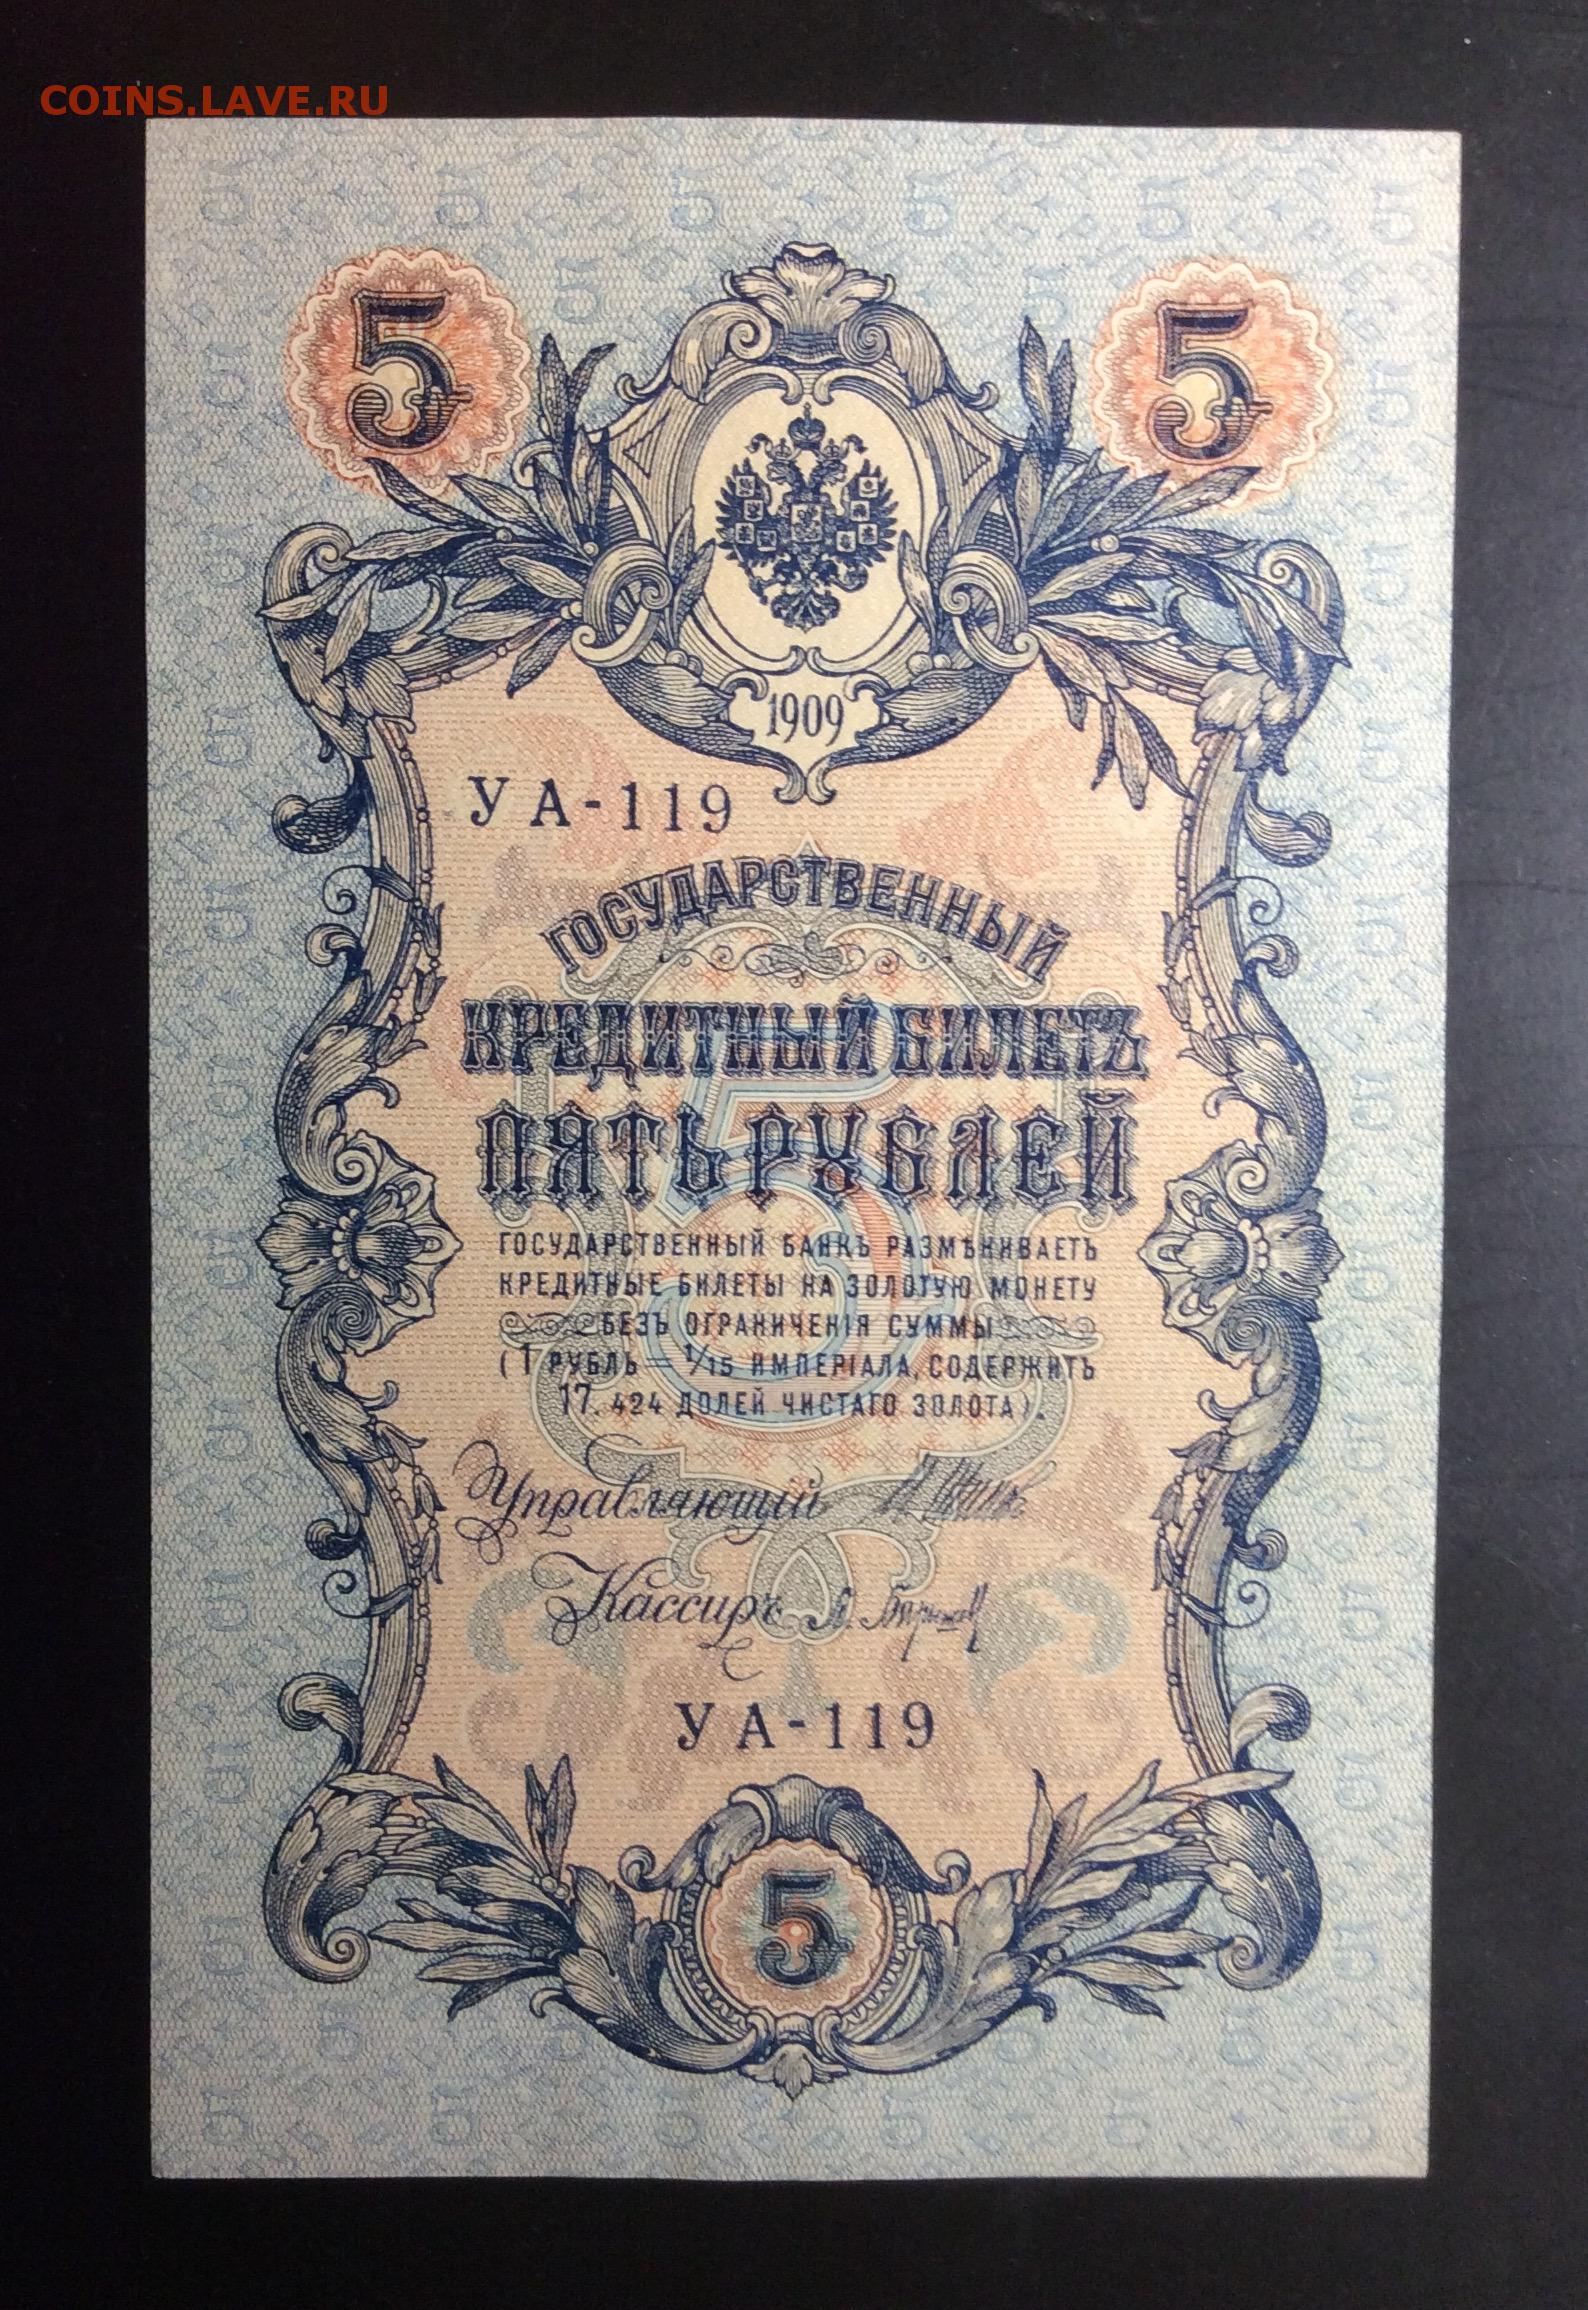 COINS.LAVE.RU
5 5
1909
УА-119
ГОСУДАРСТВЕННЫЙ
КРЕДИТНЫЙ БИЛЕТЪ
ПЯТЬ РУБЛЕЙ
ГОСУДАРСТВЕННЫЙ БАНКЪ РАЗМѢНИВАЕТЪ
КРЕДИТНЫЕ БИЛЕТЫ НА ЗОЛОТУЮ МОНЕТУ
БЕЗЪ ОГРАНИЧЕНІЯ СУММЫ
(1 РУБЛЬ = 1/15 ИМПЕРІАЛА, СОДЕРЖИТЪ
17.424 ДОЛЕЙ ЧИСТАГО ЗОЛОТА).
Управляющій
Кассиръ
УА-119
5